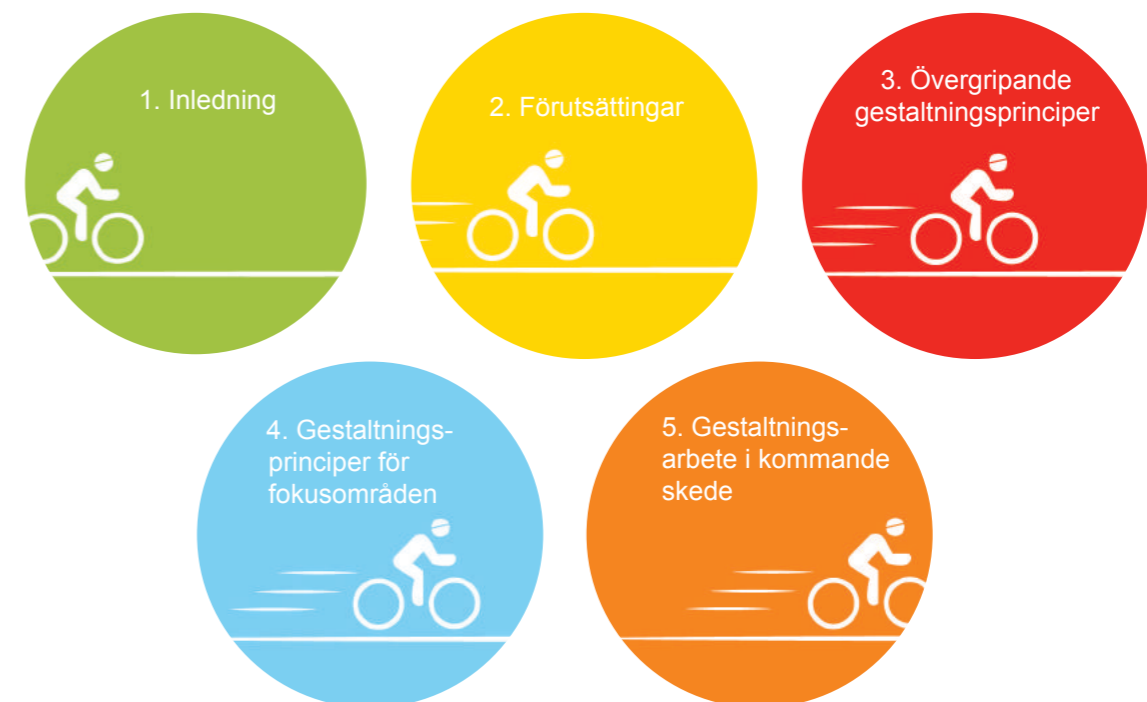 1. Inledning
2. Förutsättingar
3. Övergripande
gestaltningsprinciper
4. Gestaltnings-
principer för
fokusområden
5. Gestaltnings-
arbete i kommande
skede